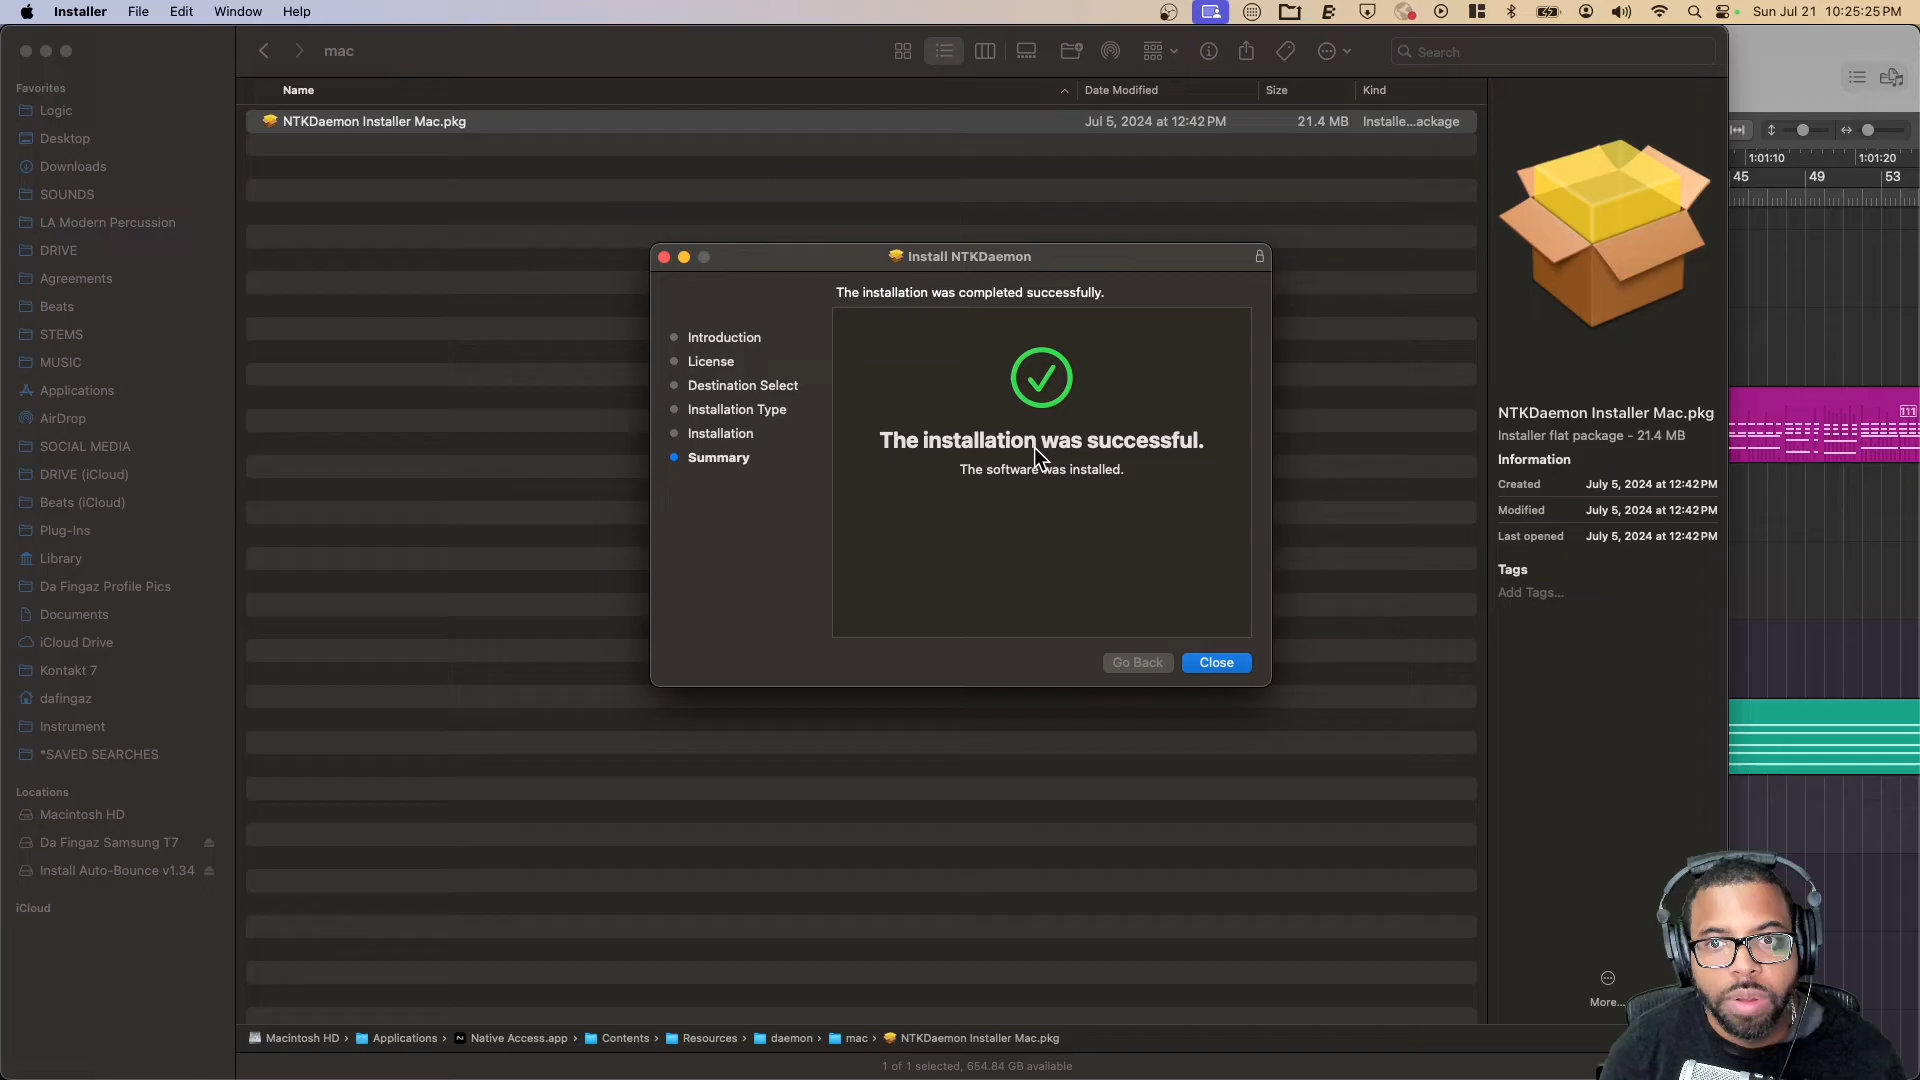 Installer File Edit Window Help
Sun Jul 21 10:25:25 PM
mac
Search
Favorites
Logic
Desktop
Downloads
SOUNDS
LA Modern Percussion
DRIVE
Agreements
Beats
STEMS
MUSIC
Applications
AirDrop
SOCIAL MEDIA
DRIVE (iCloud)
Beats (iCloud)
Plug-Ins
Library
Da Fingaz Profile Pics
Documents
iCloud Drive
Kontakt 7
dafingaz
Instrument
*SAVED SEARCHES
Locations
Macintosh HD
Da Fingaz Samsung T7
Install Auto-Bounce v1.34
iCloud
Name Date Modified Size Kind
NTKDaemon Installer Mac.pkg Jul 5, 2024 at 12:42 PM 21.4 MB Installe...ackage
Install NTKDaemon
The installation was completed successfully.
Introduction
License
Destination Select
Installation Type
Installation
Summary
The installation was successful.
The software was installed.
Go Back Close
NTKDaemon Installer Mac.pkg
Installer flat package - 21.4 MB
Information
Created July 5, 2024 at 12:42 PM
Modified July 5, 2024 at 12:42 PM
Last opened July 5, 2024 at 12:42 PM
Tags
Add Tags...
More...
1:01:10 1:01:20
45 49 53
Macintosh HD › Applications › Native Access.app › Contents › Resources › daemon › mac › NTKDaemon Installer Mac.pkg
1 of 1 selected, 654.84 GB available